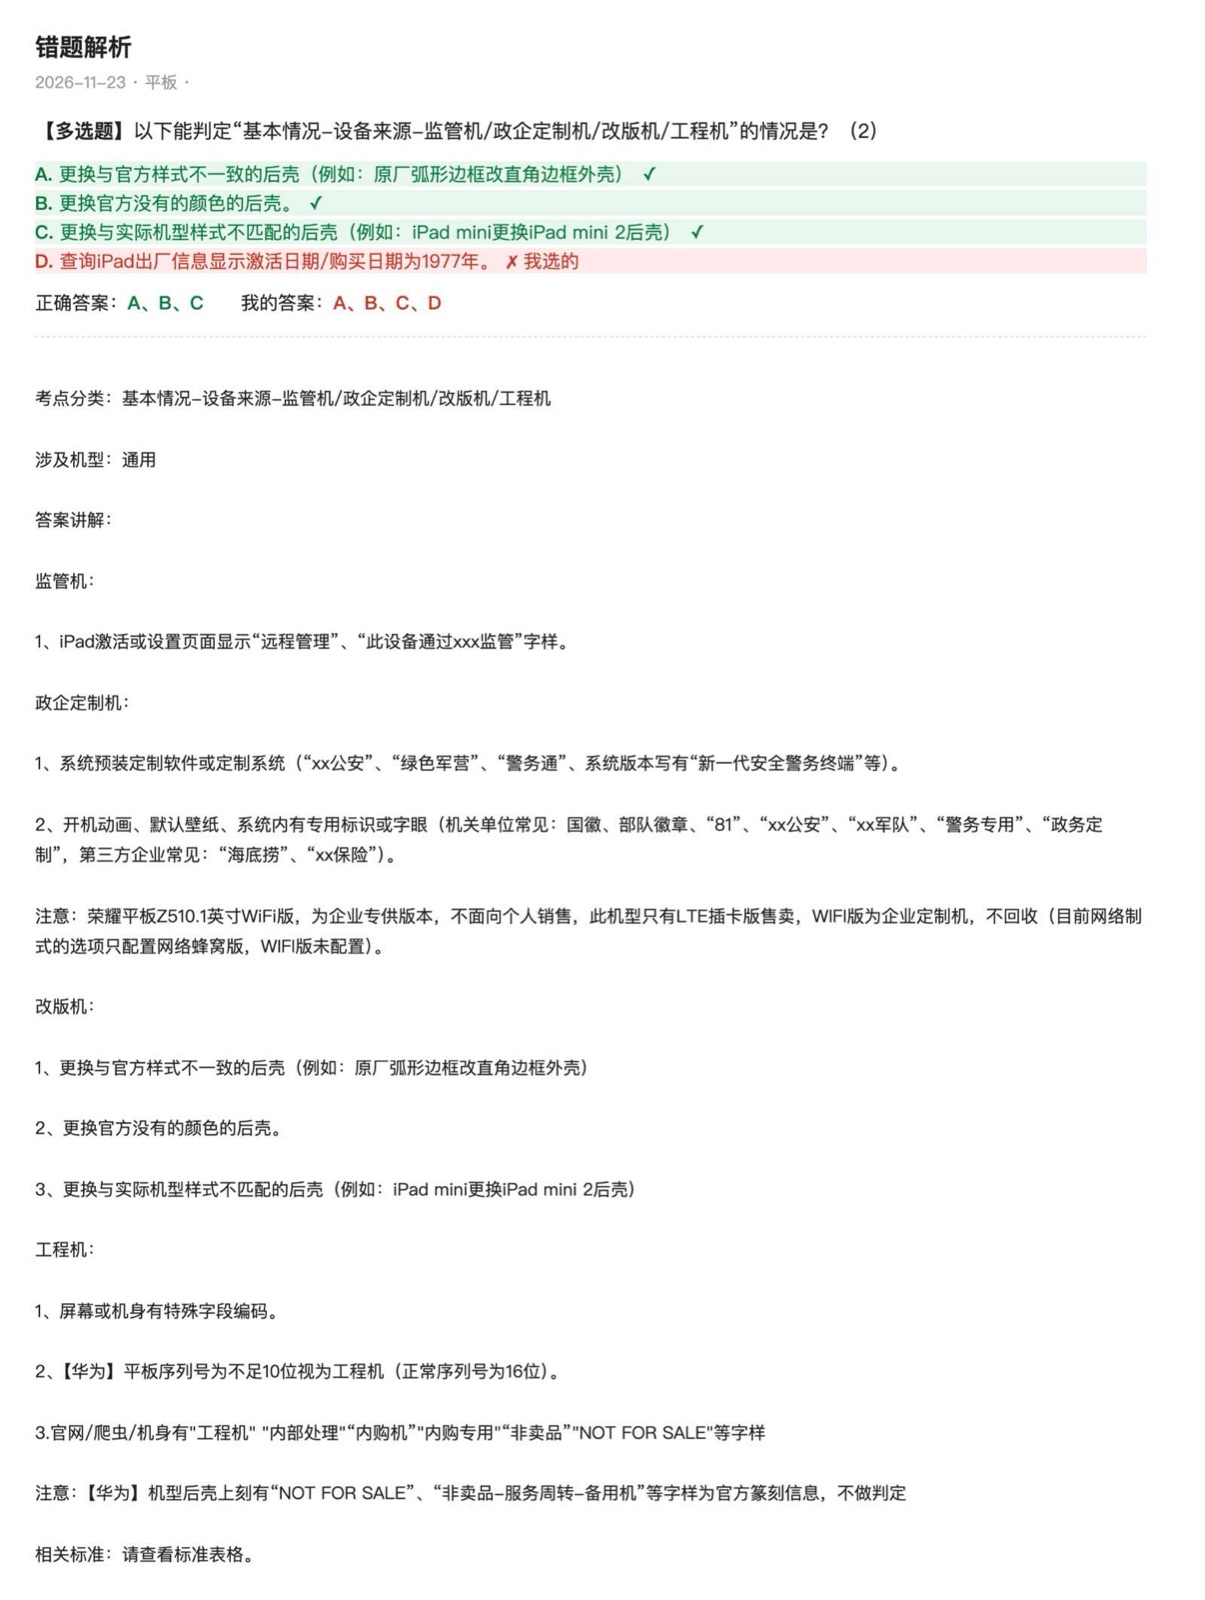 错题解析
2026-11-23 · 平板 ·
【多选题】以下能判定“基本情况-设备来源-监管机/政企定制机/改版机/工程机”的情况是？（2）
A. 更换与官方样式不一致的后壳（例如：原厂弧形边框改直角边框外壳） ✓
B. 更换官方没有的颜色的后壳。 ✓
C. 更换与实际机型样式不匹配的后壳（例如：iPad mini更换iPad mini 2后壳） ✓
D. 查询iPad出厂信息显示激活日期/购买日期为1977年。 ✗ 我选的
正确答案：A、B、C 我的答案：A、B、C、D
考点分类：基本情况-设备来源-监管机/政企定制机/改版机/工程机
涉及机型：通用
答案讲解：
监管机：
1、iPad激活或设置页面显示“远程管理”、“此设备通过xxx监管”字样。
政企定制机：
1、系统预装定制软件或定制系统（“xx公安”、“绿色军营”、“警务通”、系统版本写有“新一代安全警务终端”等）。
2、开机动画、默认壁纸、系统内有专用标识或字眼（机关单位常见：国徽、部队徽章、“81”、“xx公安”、“xx军队”、“警务专用”、“政务定
制”，第三方企业常见：“海底捞”、“xx保险”）。
注意：荣耀平板Z510.1英寸WiFi版，为企业专供版本，不面向个人销售，此机型只有LTE插卡版售卖，WIFI版为企业定制机，不回收（目前网络制
式的选项只配置网络蜂窝版，WIFI版未配置）。
改版机：
1、更换与官方样式不一致的后壳（例如：原厂弧形边框改直角边框外壳）
2、更换官方没有的颜色的后壳。
3、更换与实际机型样式不匹配的后壳（例如：iPad mini更换iPad mini 2后壳）
工程机：
1、屏幕或机身有特殊字段编码。
2、【华为】平板序列号为不足10位视为工程机（正常序列号为16位）。
3.官网/爬虫/机身有"工程机" "内部处理"“内购机”"内购专用"“非卖品”"NOT FOR SALE"等字样
注意：【华为】机型后壳上刻有“NOT FOR SALE”、“非卖品-服务周转-备用机”等字样为官方篆刻信息，不做判定
相关标准：请查看标准表格。